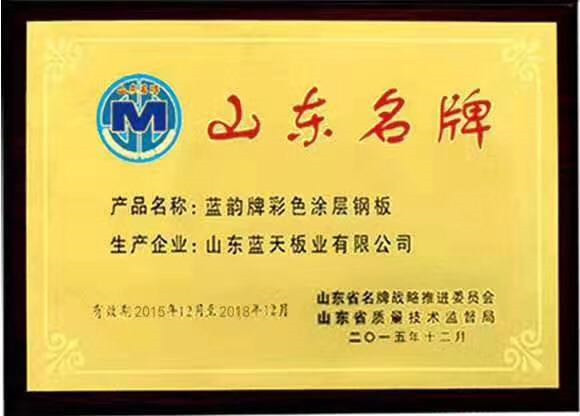 山东名牌
M
山东名牌
产品名称：蓝韵牌彩色涂层钢板
生产企业：山东蓝天板业有限公司
有效期2015年12月至2018年12月
山东省名牌战略推进委员会
山东省质量技术监督局
二〇一五年十二月